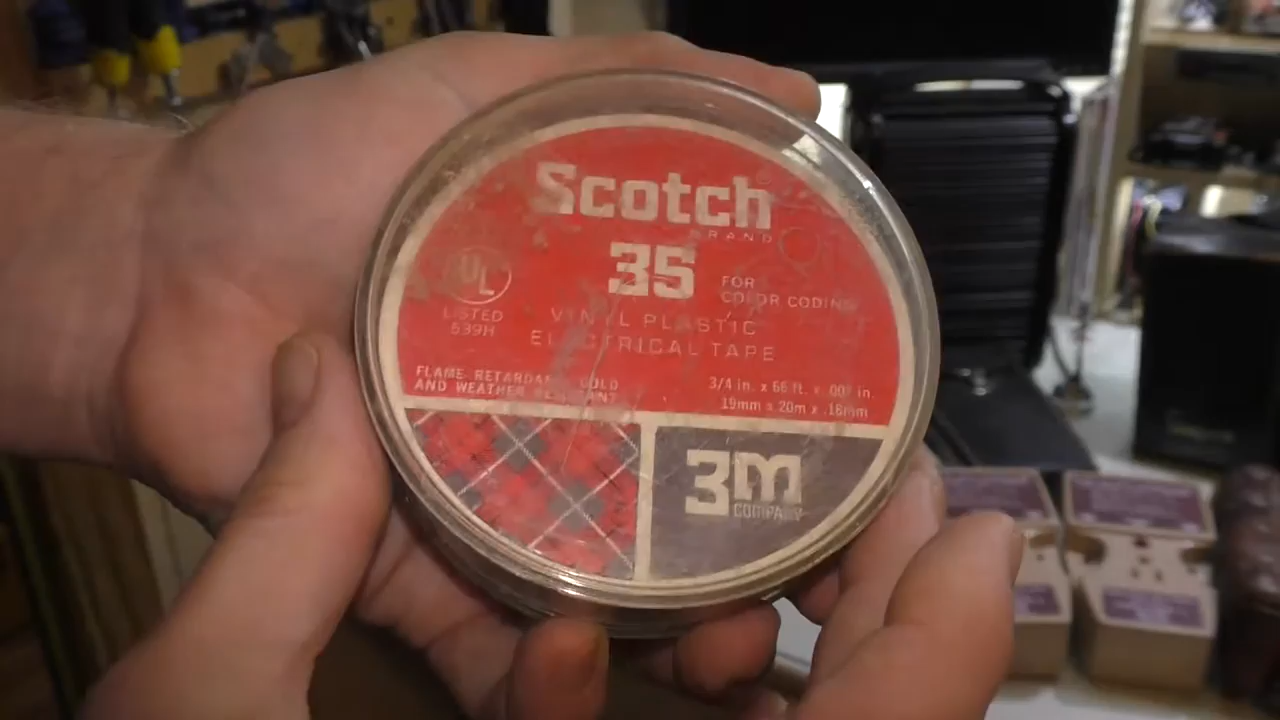 Scotch®
BRAND
35
FOR
COLOR CODING
UL
LISTED
539H
VINYL PLASTIC
ELECTRICAL TAPE
FLAME RETARDANT COLD
AND WEATHER RESISTANT
3/4 in. x 66 ft. x .007 in.
19mm x 20m x .18mm
3M
COMPANY